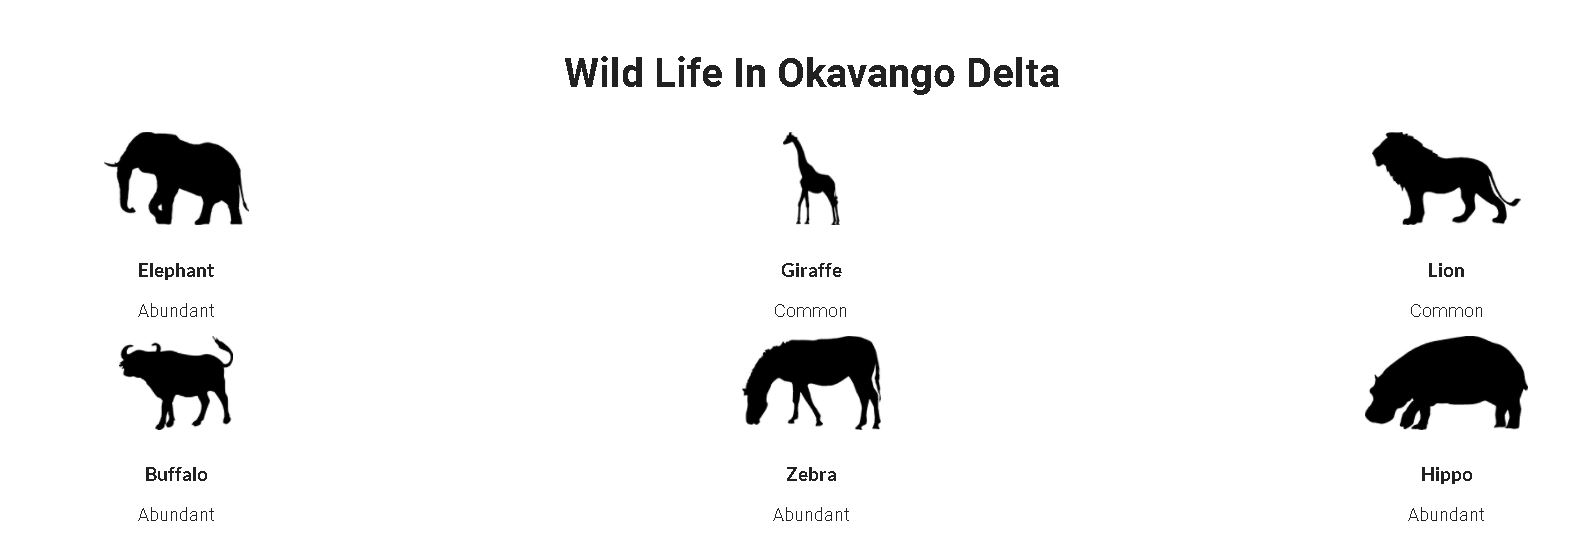 Wild Life In Okavango Delta
Elephant
Abundant
Giraffe
Common
Lion
Common
Buffalo
Abundant
Zebra
Abundant
Hippo
Abundant